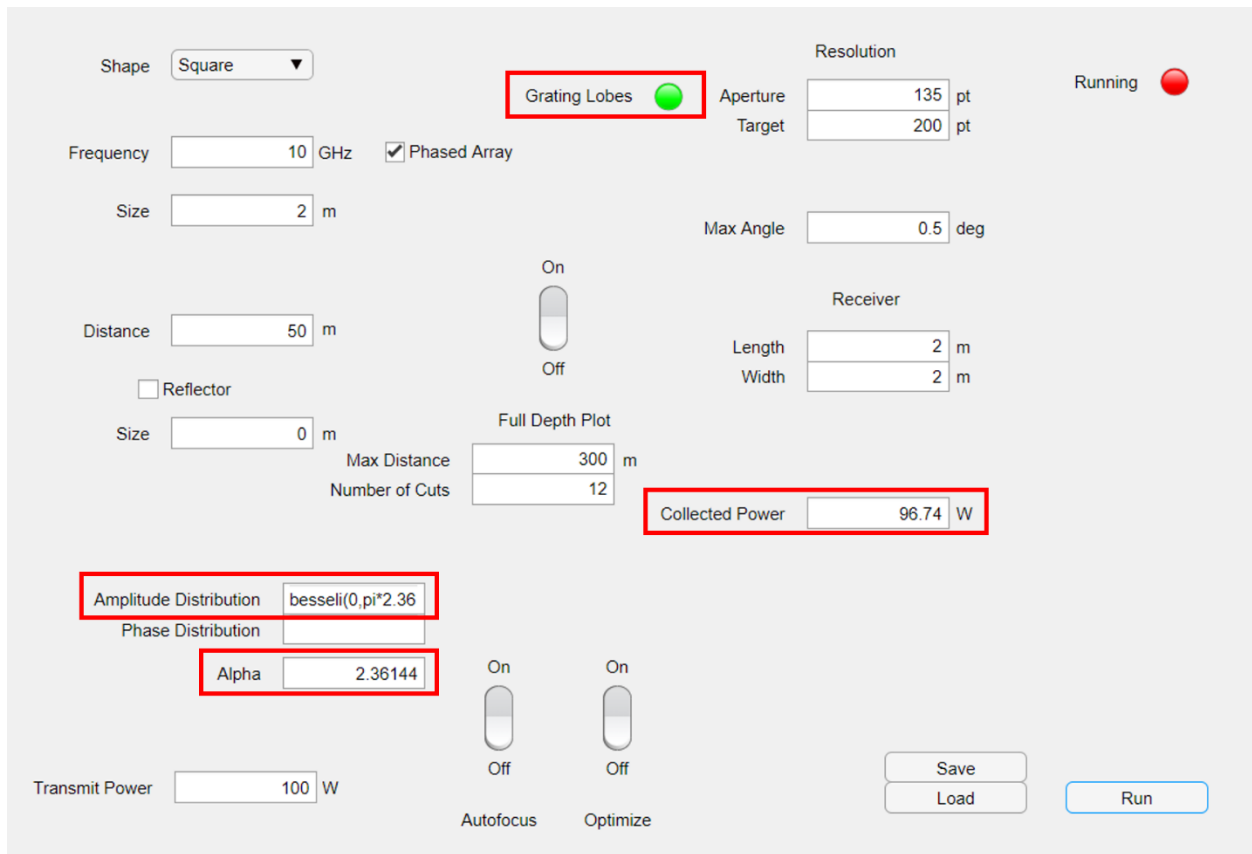 Resolution
Shape Square
Grating Lobes
Aperture 135 pt
Running
Target 200 pt
Frequency 10 GHz
Phased Array
Size 2 m
Max Angle 0.5 deg
On
Receiver
Distance 50 m
Length 2 m
Off
Width 2 m
Reflector
Full Depth Plot
Size 0 m
Max Distance 300 m
Number of Cuts 12
Collected Power 96.74 W
Amplitude Distribution besseli(0,pi*2.36
Phase Distribution
Alpha 2.36144
On On
Off Off
Save
Transmit Power 100 W
Load
Run
Autofocus Optimize